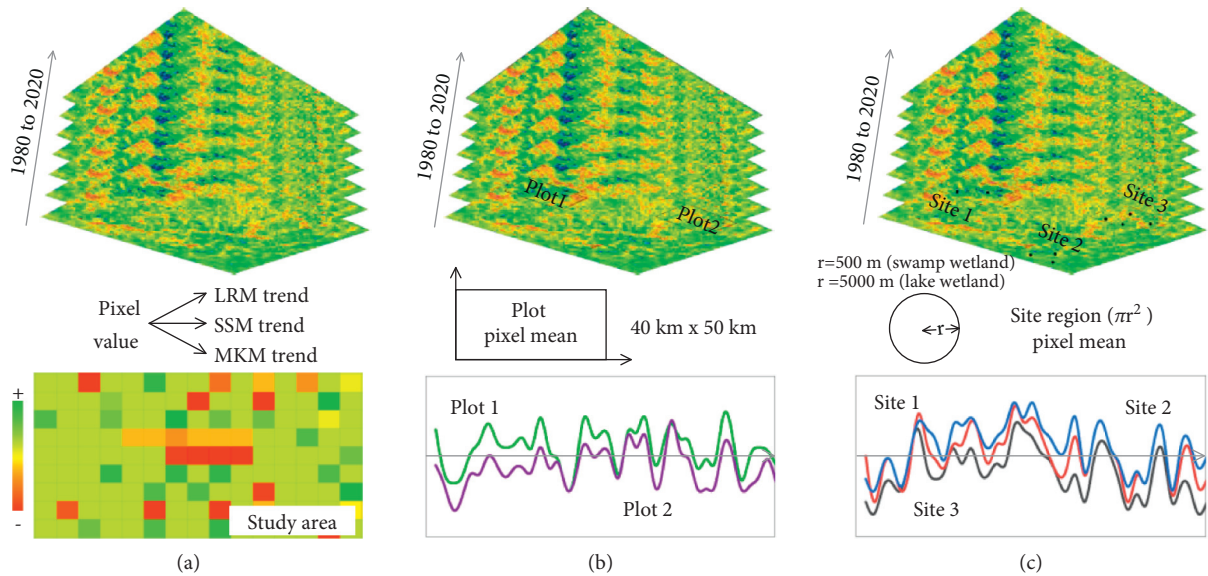 1980 to 2020
Pixel
value
LRM trend
SSM trend
MKM trend
+
-
Study area
(a)
1980 to 2020
Plot1
Plot2
Plot
pixel mean
40 km x 50 km
Plot 1
Plot 2
(b)
1980 to 2020
Site 1
Site 2
Site 3
r=500 m (swamp wetland)
r =5000 m (lake wetland)
r
Site region (πr²)
pixel mean
Site 1
Site 2
Site 3
(c)